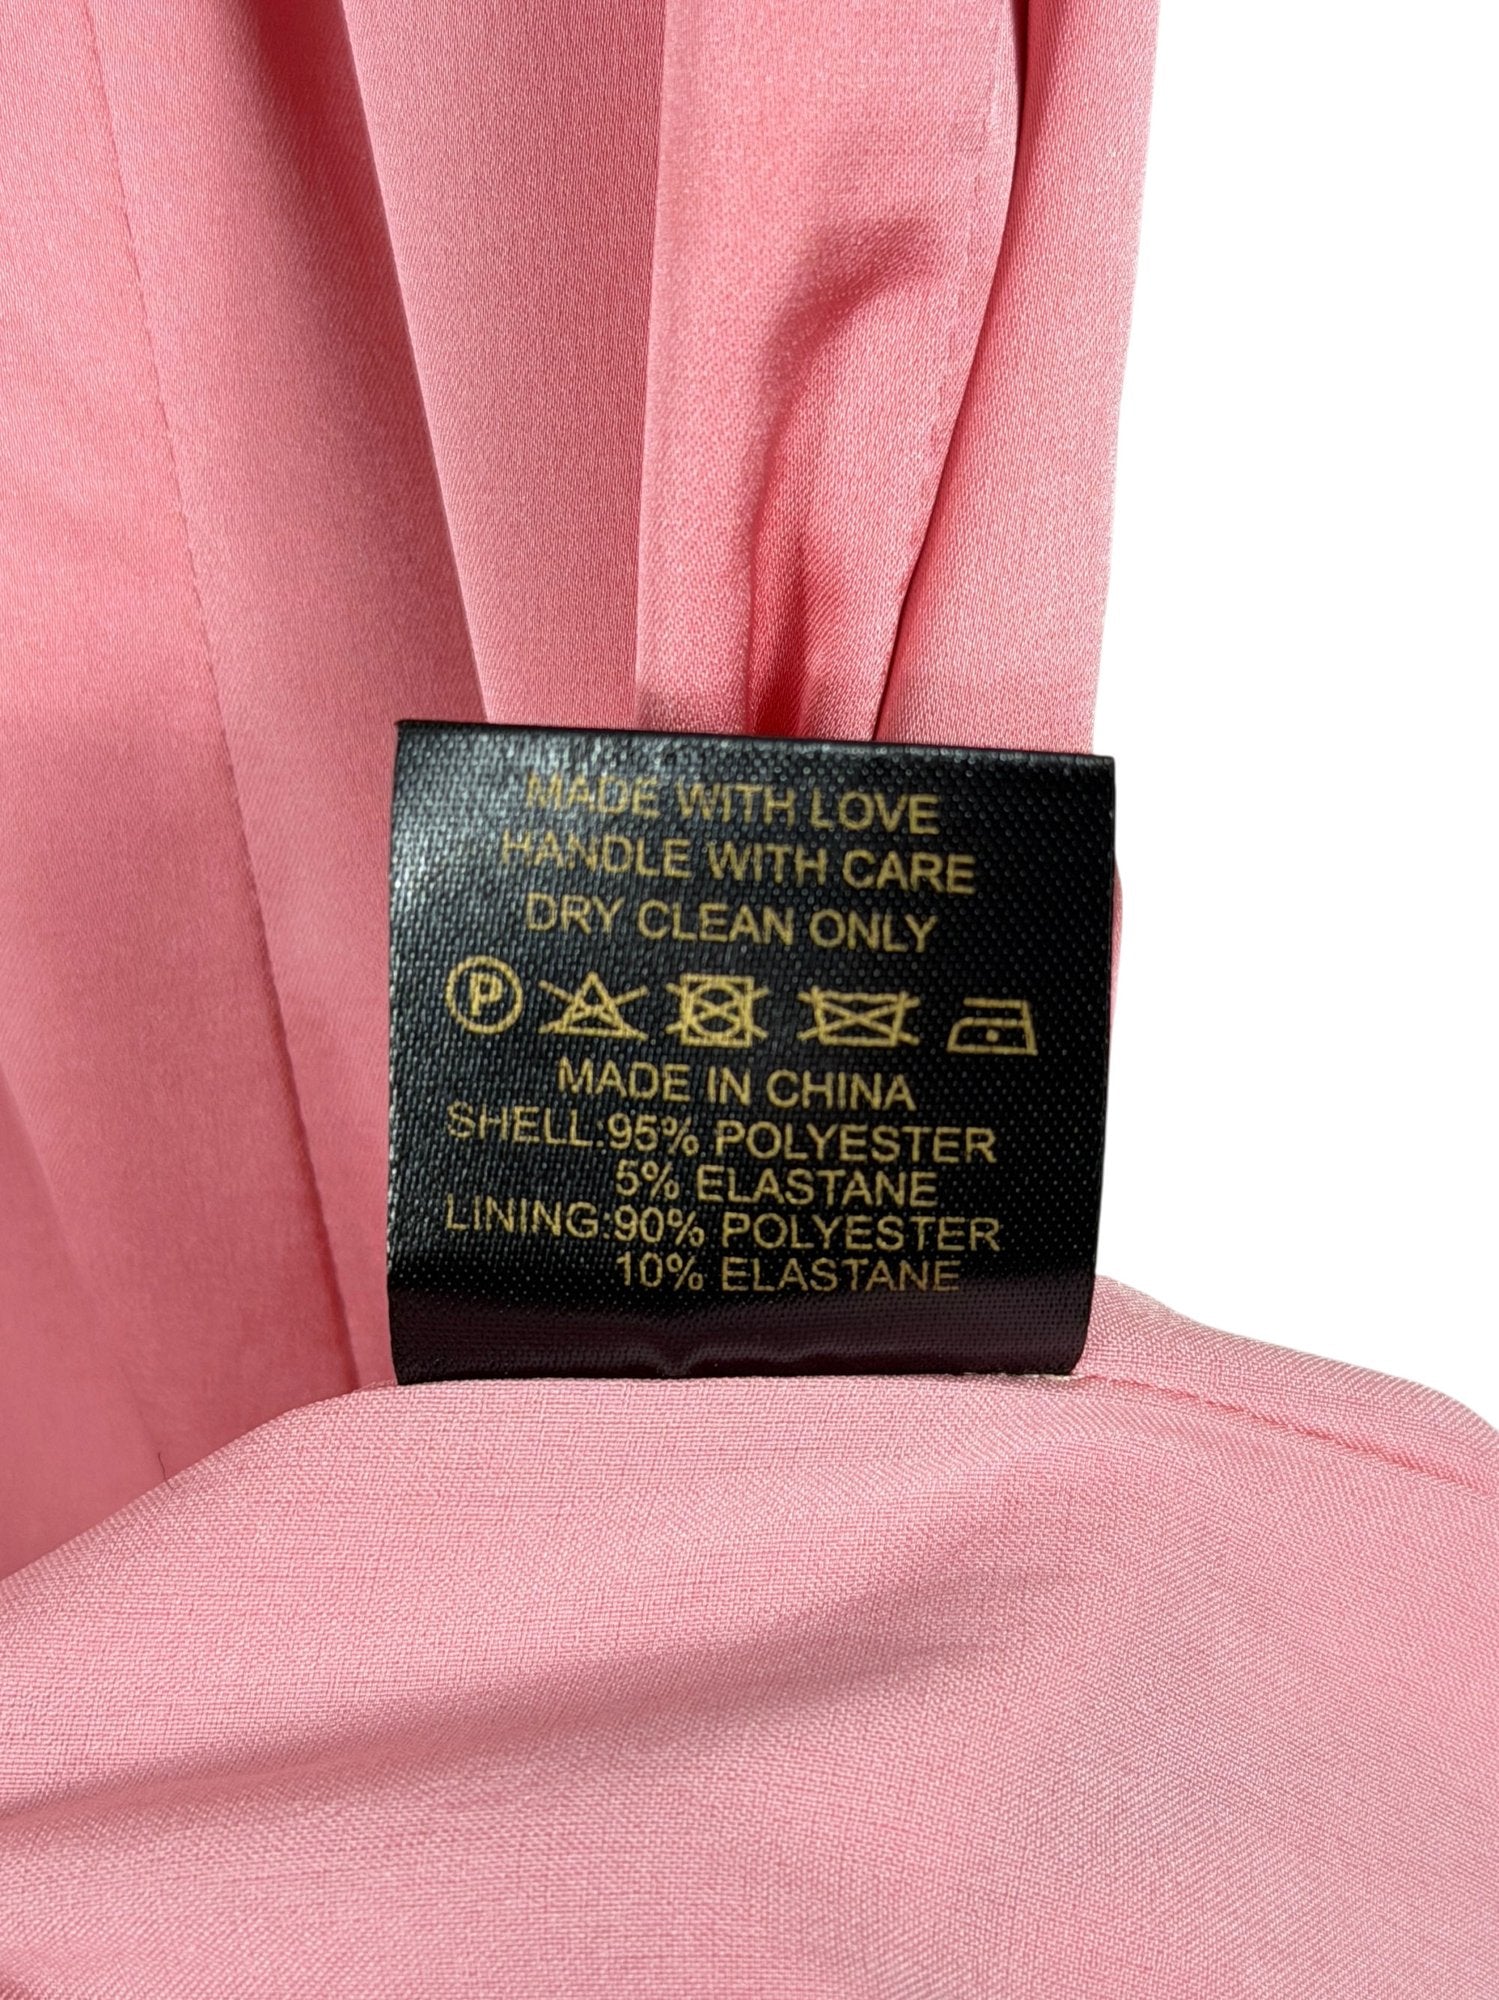 MADE WITH LOVE
HANDLE WITH CARE
DRY CLEAN ONLY
P
MADE IN CHINA
SHELL:95% POLYESTER
5% ELASTANE
LINING:90% POLYESTER
10% ELASTANE